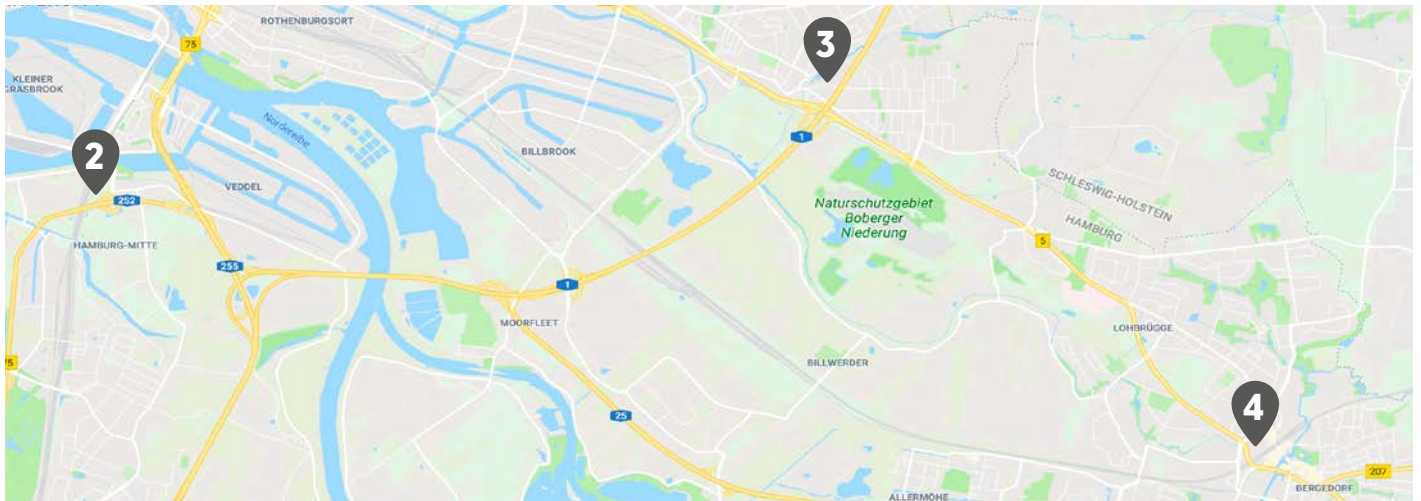 ROTHENBURGSORT
75
3
KLEINER
GRASBROOK
Norderelbe
2
1
BILLBROOK
SCHLESWIG-HOLSTEIN
VEDDEL
252
Naturschutzgebiet
Boberger
Niederung
HAMBURG
HAMBURG-MITTE
5
255
1
MOORFLEET
LOHBRÜGGE
75
BILLWERDER
4
25
207
BERGEDORF
ALLERMÖHE